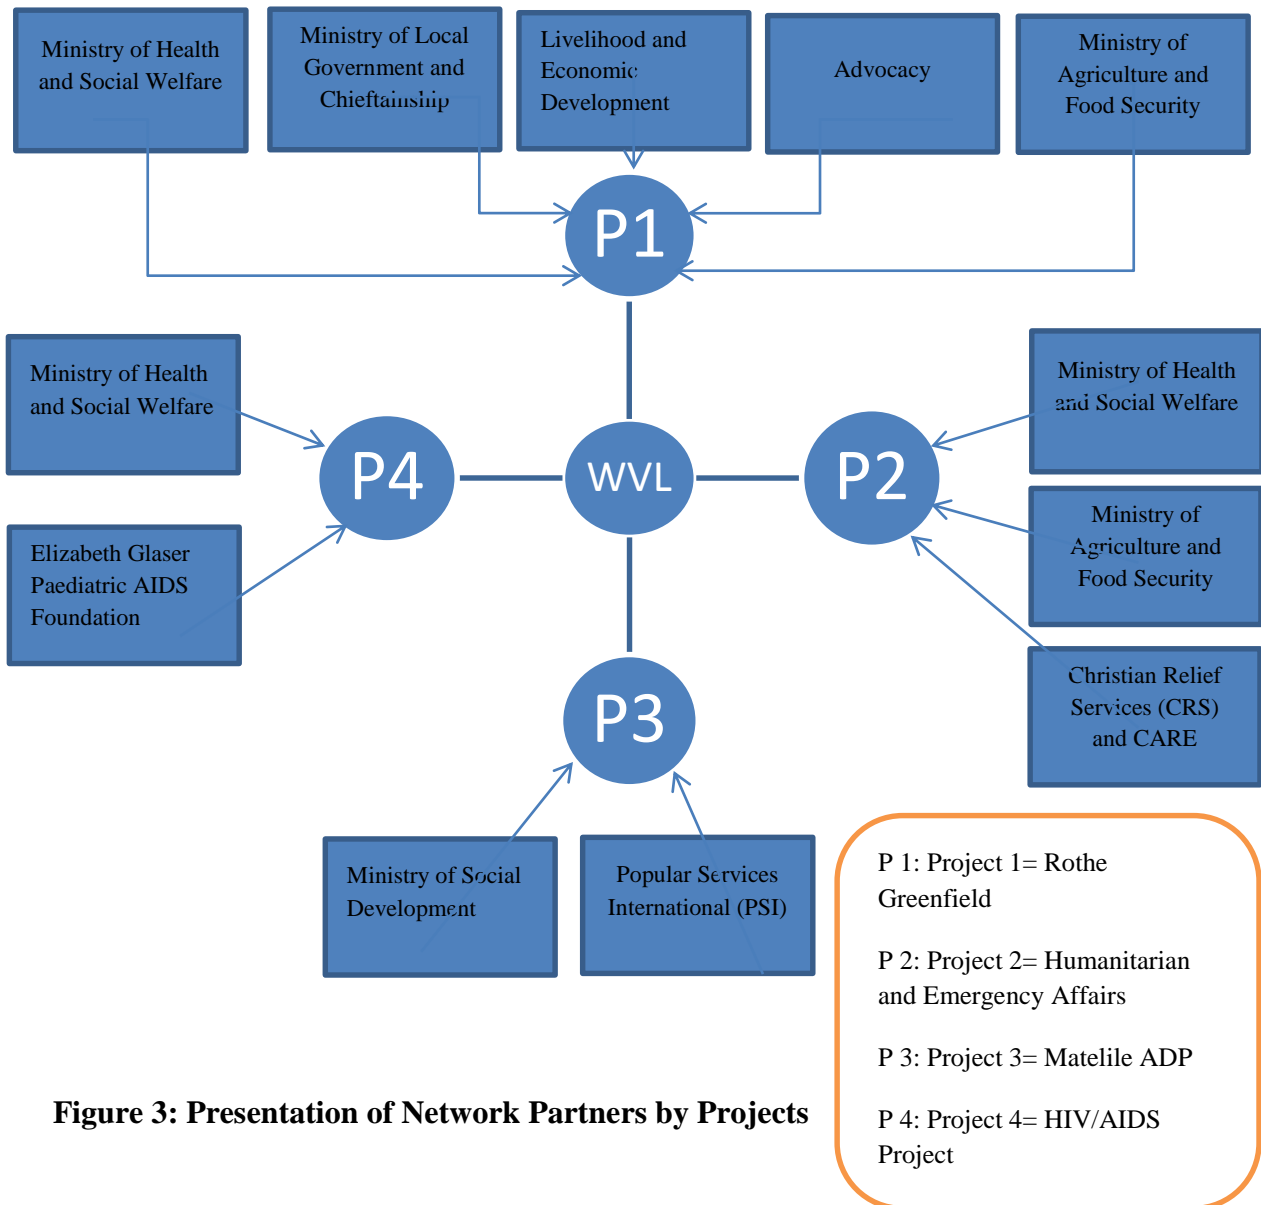 Ministry of Health
and Social Welfare
Ministry of Local
Government and
Chieftainship
Livelihood and
Economic
Development
Advocacy
Ministry of
Agriculture and
Food Security
P1
Ministry of Health
and Social Welfare
P4
WVL
P2
Ministry of Health
and Social Welfare
Elizabeth Glaser
Paediatric AIDS
Foundation
Ministry of
Agriculture and
Food Security
P3
Christian Relief
Services (CRS)
and CARE
Ministry of Social
Development
Popular Services
International (PSI)
P 1: Project 1= Rothe
Greenfield
P 2: Project 2= Humanitarian
and Emergency Affairs
P 3: Project 3= Matelile ADP
P 4: Project 4= HIV/AIDS
Project
Figure 3: Presentation of Network Partners by Projects